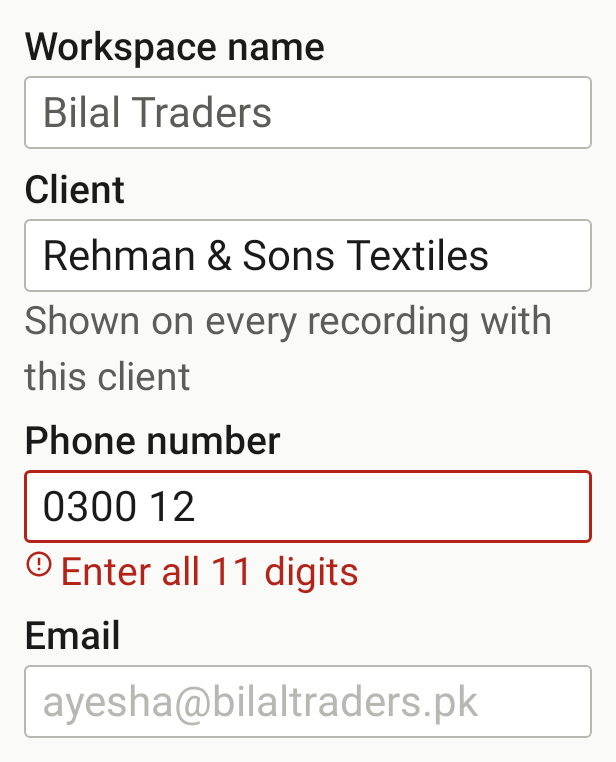 Workspace name
Bilal Traders
Client
Rehman & Sons Textiles
Shown on every recording with
this client
Phone number
0300 12
Enter all 11 digits
Email
ayesha@bilaltraders.pk